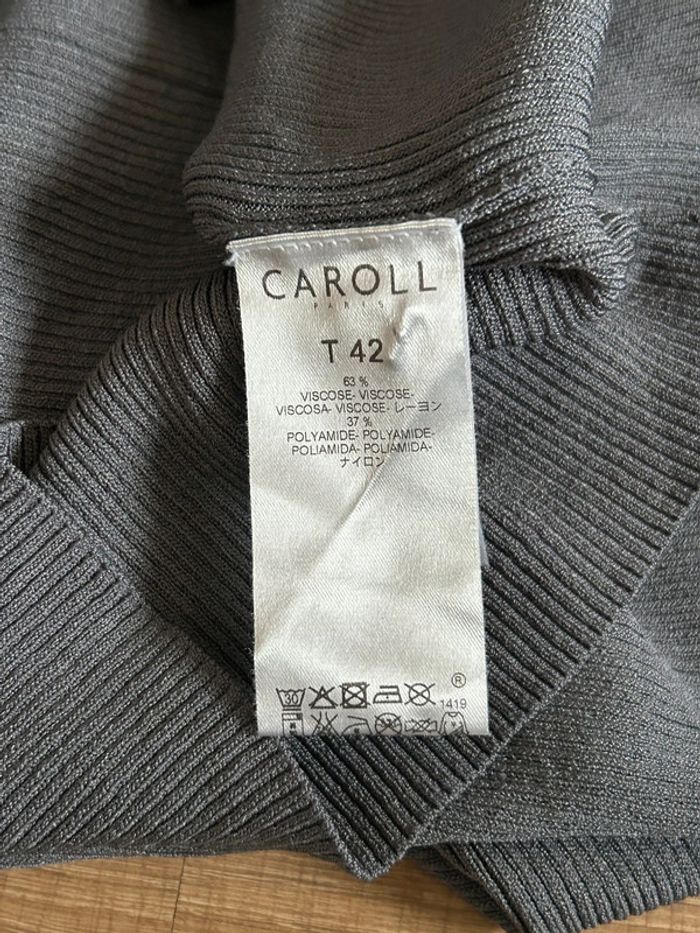 CAROLL
PARIS
T 42
63 %
VISCOSE- VISCOSE-
VISCOSA- VISCOSE- レーヨン
37 %
POLYAMIDE- POLYAMIDE-
POLIAMIDA- POLIAMIDA-
ナイロン
30
®
1419